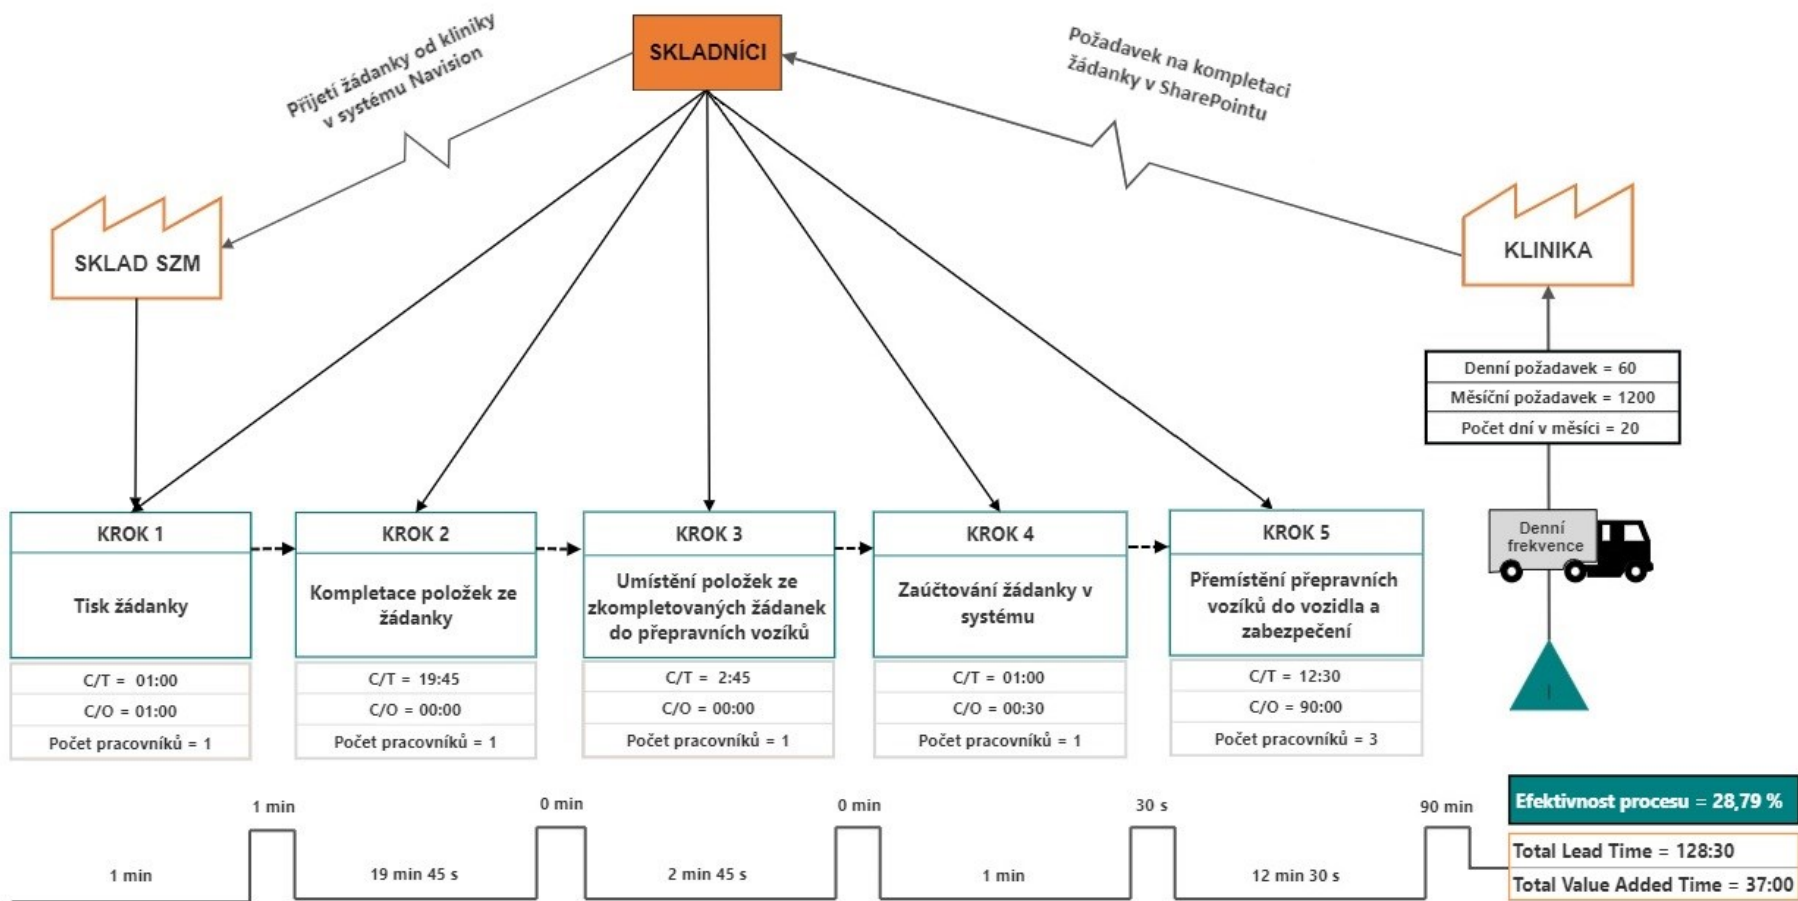 SKLADNÍCI
Přijetí žádanky od kliniky
v systému Navision
Požadavek na kompletaci
žádanky v SharePointu
SKLAD SZM
KLINIKA
Denní požadavek = 60
Měsíční požadavek = 1200
Počet dní v měsíci = 20
Denní
frekvence
I
KROK 1
Tisk žádanky
C/T = 01:00
C/O = 01:00
Počet pracovníků = 1
KROK 2
Kompletace položek ze
žádanky
C/T = 19:45
C/O = 00:00
Počet pracovníků = 1
KROK 3
Umístění položek ze
zkompletovaných žádanek
do přepravních vozíků
C/T = 2:45
C/O = 00:00
Počet pracovníků = 1
KROK 4
Zaúčtování žádanky v
systému
C/T = 01:00
C/O = 00:30
Počet pracovníků = 1
KROK 5
Přemístění přepravních
vozíků do vozidla a
zabezpečení
C/T = 12:30
C/O = 90:00
Počet pracovníků = 3
1 min
0 min
0 min
30 s
90 min
1 min
19 min 45 s
2 min 45 s
1 min
12 min 30 s
Efektivnost procesu = 28,79 %
Total Lead Time = 128:30
Total Value Added Time = 37:00